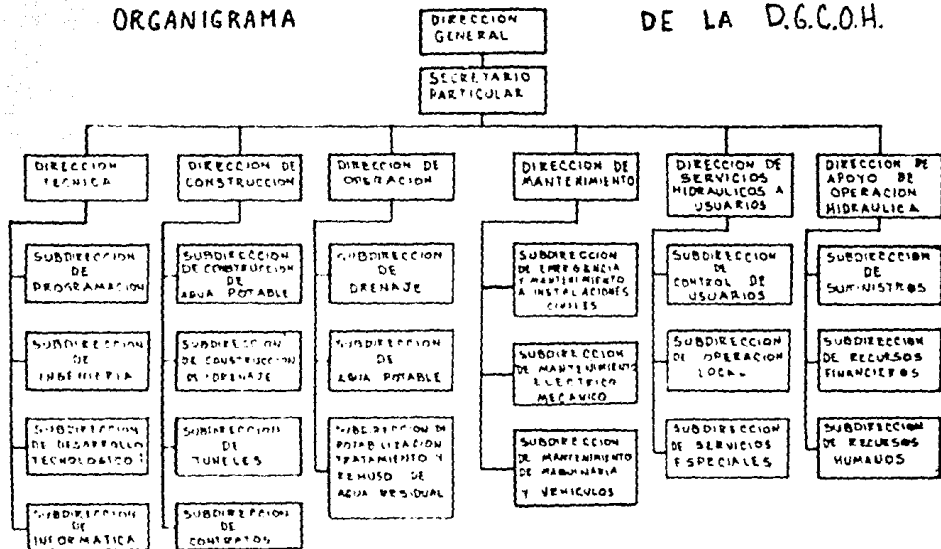 ORGANIGRAMA DE LA D.G.C.O.H.
DIRECCION
GENERAL
SECRETARIO
PARTICULAR
DIRECCION
TECNICA
DIRECCION DE
CONSTRUCCION
DIRECCION DE
OPERACION
DIRECCION DE
MANTENIMIENTO
DIRECCION DE
SERVICIOS
HIDRAULICOS A
USUARIOS
DIRECCION DE
APOYO DE
OPERACION
HIDRAULICA
SUBDIRECCION
DE
PROGRAMACION
SUBDIRECCION
DE
INGENIERIA
SUBDIRECCION
DE DESARROLLO
TECNOLOGICO
SUBDIRECCION
DE
INFORMATICA
SUBDIRECCION
DE CONSTRUCCION
DE
AGUA POTABLE
SUBDIRECCION
DE CONSTRUCCION
DE DRENAJE
SUBDIRECCION
DE
TUNELES
SUBDIRECCION
DE
CONTRATOS
SUBDIRECCION
DE
DRENAJE
SUBDIRECCION
DE
AGUA POTABLE
SUBDIRECCION DE
POTABILIZACION
TRATAMIENTO Y
REHUSO DE
AGUA RESIDUAL
SUBDIRECCION
DE EMERGENCIA
Y MANTENIMIENTO
A INSTALACIONES
CIVILES
SUBDIRECCION
DE MANTENIMIENTO
ELECTRICO
MECANICO
SUBDIRECCION
DE MANTENIMIENTO
DE MAQUINARIA
Y VEHICULOS
SUBDIRECCION
DE
CONTROL DE
USUARIOS
SUBDIRECCION
DE OPERACION
LOCAL
SUBDIRECCION
DE SERVICIOS
ESPECIALES
SUBDIRECCION
DE
SUMINISTROS
SUBDIRECCION
DE RECURSOS
FINANCIEROS
SUBDIRECCION
DE RECURSOS
HUMANOS